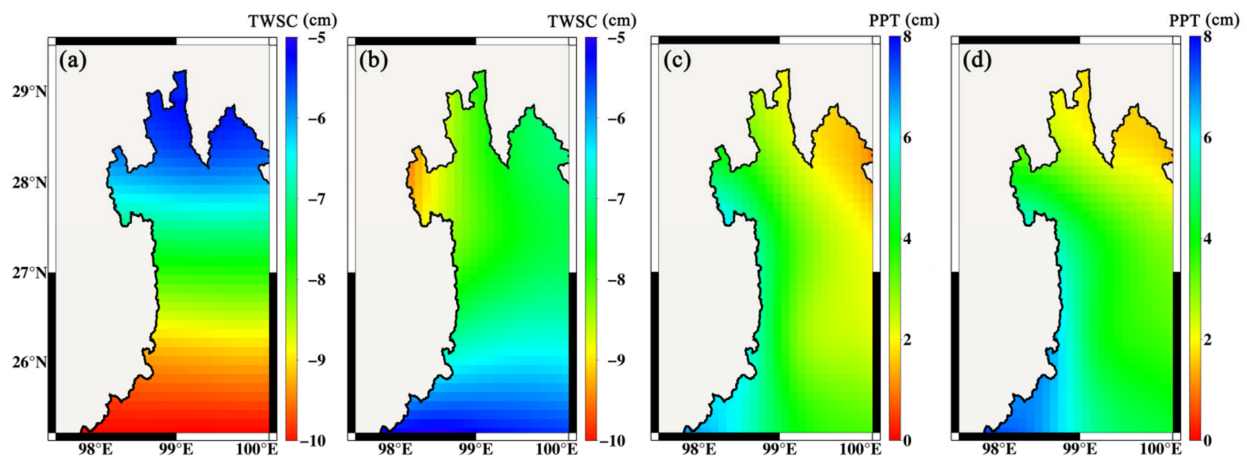 TWSC (cm) TWSC (cm) PPT (cm) PPT (cm)
(a) (b) (c) (d)
−5 −5 8 8
29°N
−6 −6 6 6
28°N
−7 −7
27°N 4 4
−8 −8
−9 −9 2 2
26°N
−10 −10 0 0
98°E 99°E 100°E 98°E 99°E 100°E 98°E 99°E 100°E 98°E 99°E 100°E